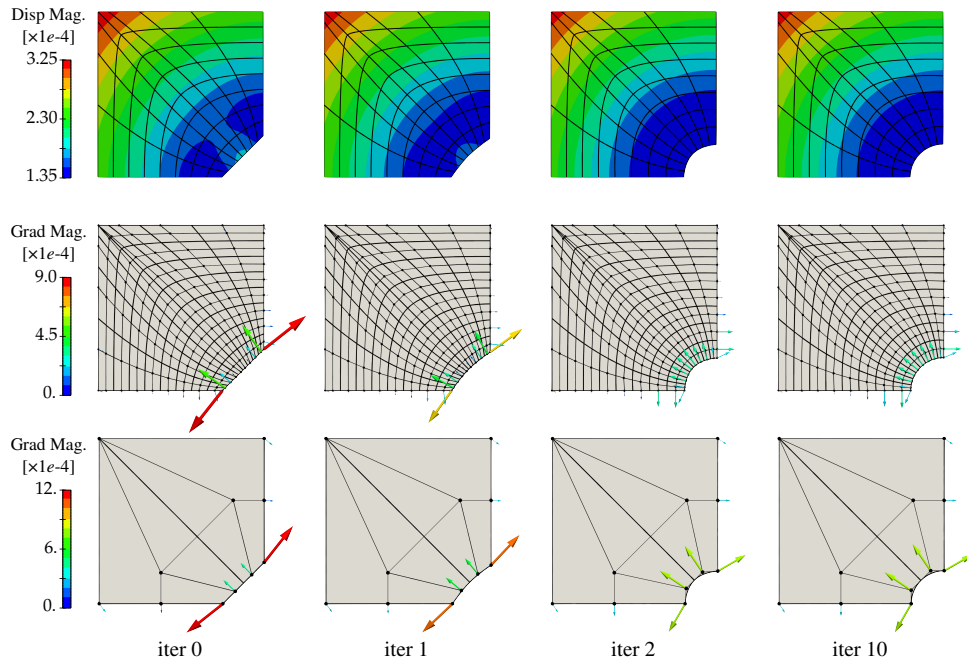 Disp Mag.
[×1e-4]
3.25
2.30
1.35
Grad Mag.
[×1e-4]
9.0
4.5
0.
Grad Mag.
[×1e-4]
12.
6.
0.
iter 0
iter 1
iter 2
iter 10